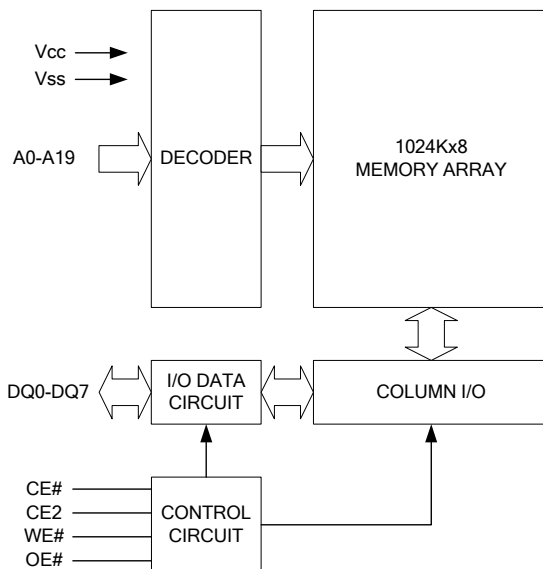 Vcc
Vss
A0-A19
DECODER
1024Kx8
MEMORY ARRAY
DQ0-DQ7
I/O DATA
CIRCUIT
COLUMN I/O
CE#
CE2
WE#
OE#
CONTROL
CIRCUIT